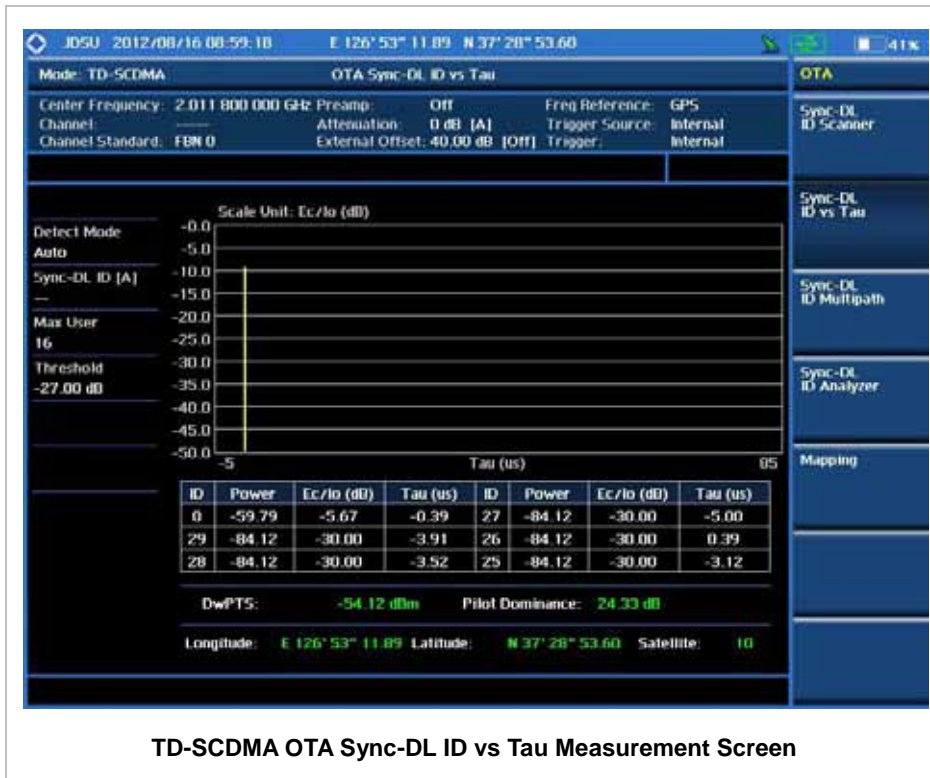 JDSU 2012/08/16 08:59:18 E 126° 53" 11.89 N 37° 28" 53.60 41%
Mode: TD-SCDMA OTA Sync-DL ID vs Tau OTA
Center Frequency: 2.011 800 000 GHz Preamp: Off Freq Reference: GPS
Channel: ---- Attenuation: 0 dB [A] Trigger Source: Internal
Channel Standard: FBN 0 External Offset: 40.00 dB [Off] Trigger: Internal
Sync-DL
ID Scanner
Sync-DL
ID vs Tau
Sync-DL
ID Multipath
Sync-DL
ID Analyzer
Mapping
Detect Mode
Auto
Sync-DL ID [A]
---
Max User
16
Threshold
-27.00 dB
Scale Unit: Ec/Io (dB)
-0.0
-5.0
-10.0
-15.0
-20.0
-25.0
-30.0
-35.0
-40.0
-45.0
-50.0
-5 Tau (us) 85
ID Power Ec/Io (dB) Tau (us) ID Power Ec/Io (dB) Tau (us)
0 -59.79 -5.67 -0.39 27 -84.12 -30.00 -5.00
29 -84.12 -30.00 -3.91 26 -84.12 -30.00 0.39
28 -84.12 -30.00 -3.52 25 -84.12 -30.00 -3.12
DwPTS: -54.12 dBm Pilot Dominance: 24.33 dB
Longitude: E 126° 53" 11.89 Latitude: N 37° 28" 53.60 Satellite: 10
TD-SCDMA OTA Sync-DL ID vs Tau Measurement Screen